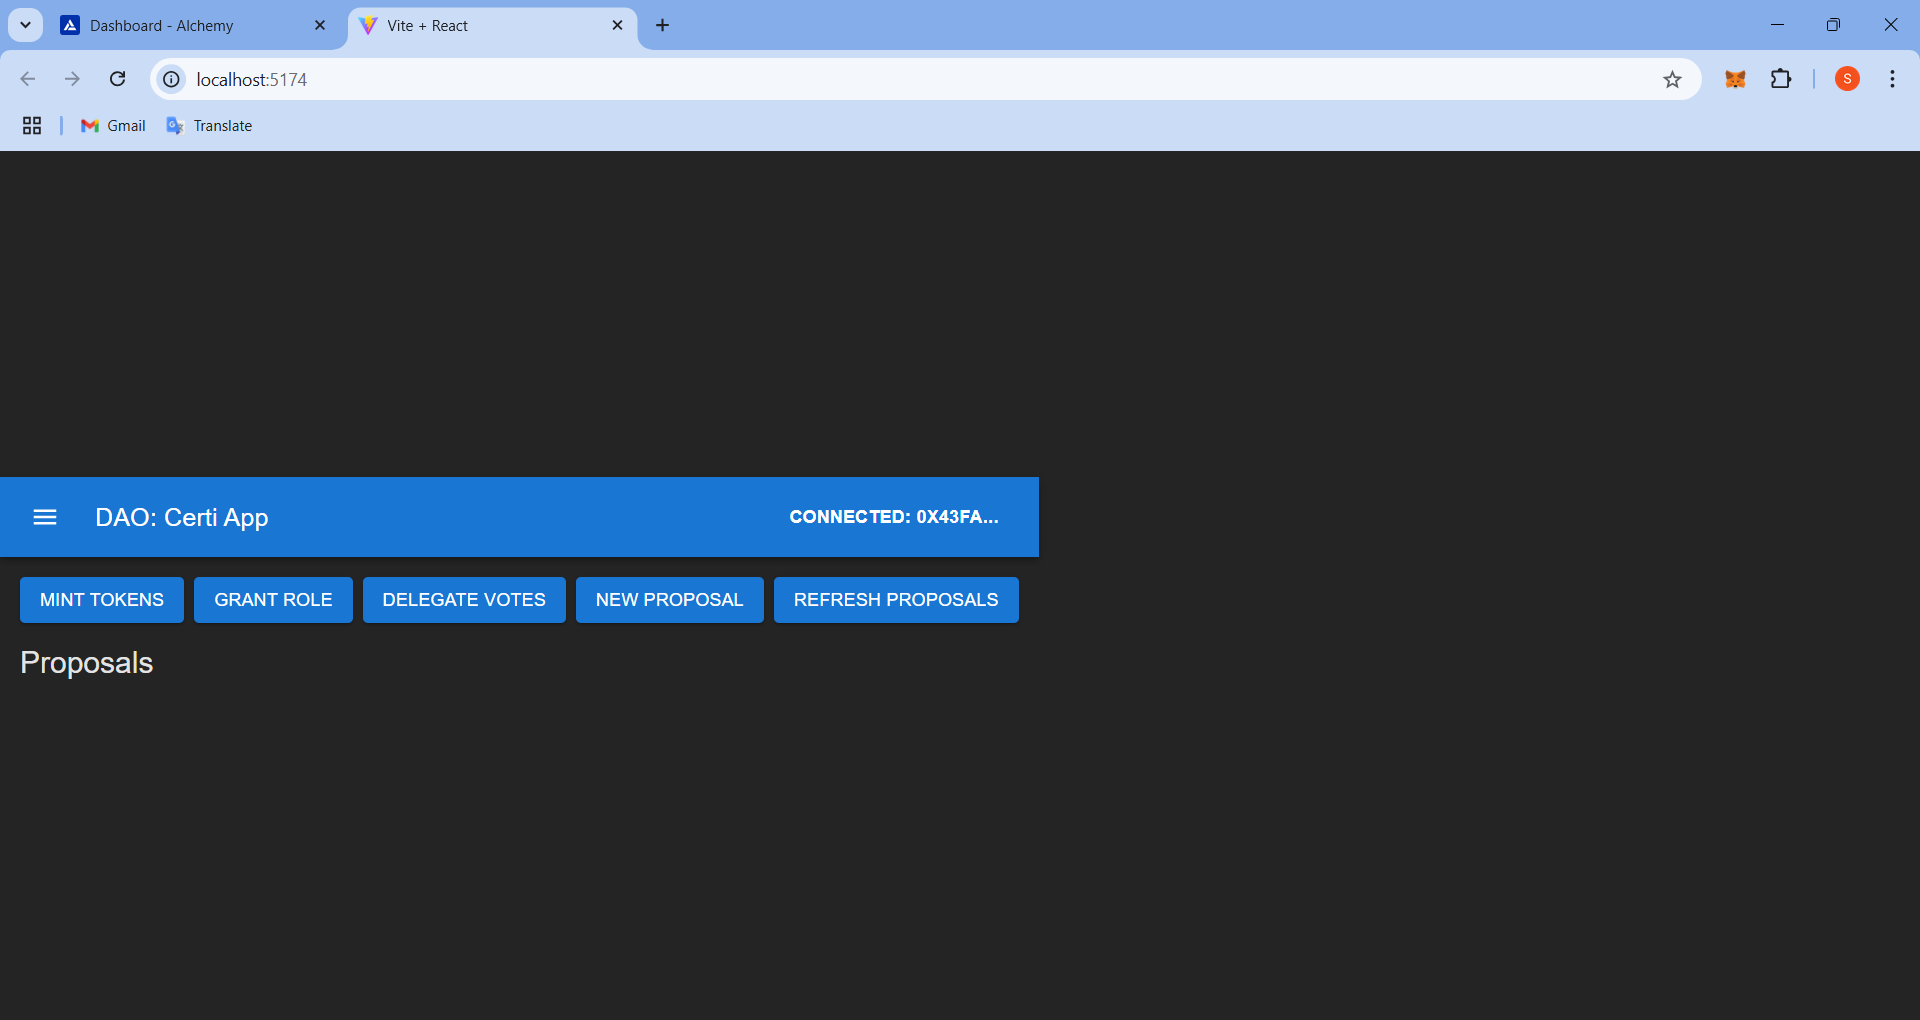 Dashboard - Alchemy
Vite + React
localhost:5174
S
Gmail
Translate
DAO: Certi App
CONNECTED: 0X43FA...
MINT TOKENS
GRANT ROLE
DELEGATE VOTES
NEW PROPOSAL
REFRESH PROPOSALS
Proposals